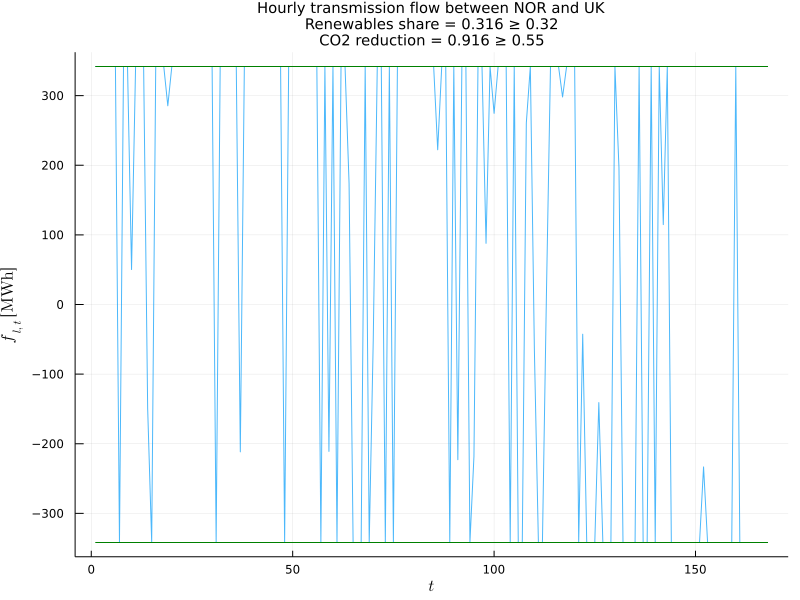 Hourly transmission flow between NOR and UK
Renewables share = 0.316 ≥ 0.32
CO2 reduction = 0.916 ≥ 0.55
300
200
100
0
−100
−200
−300
f l,t [MWh]
0 50 100 150
t